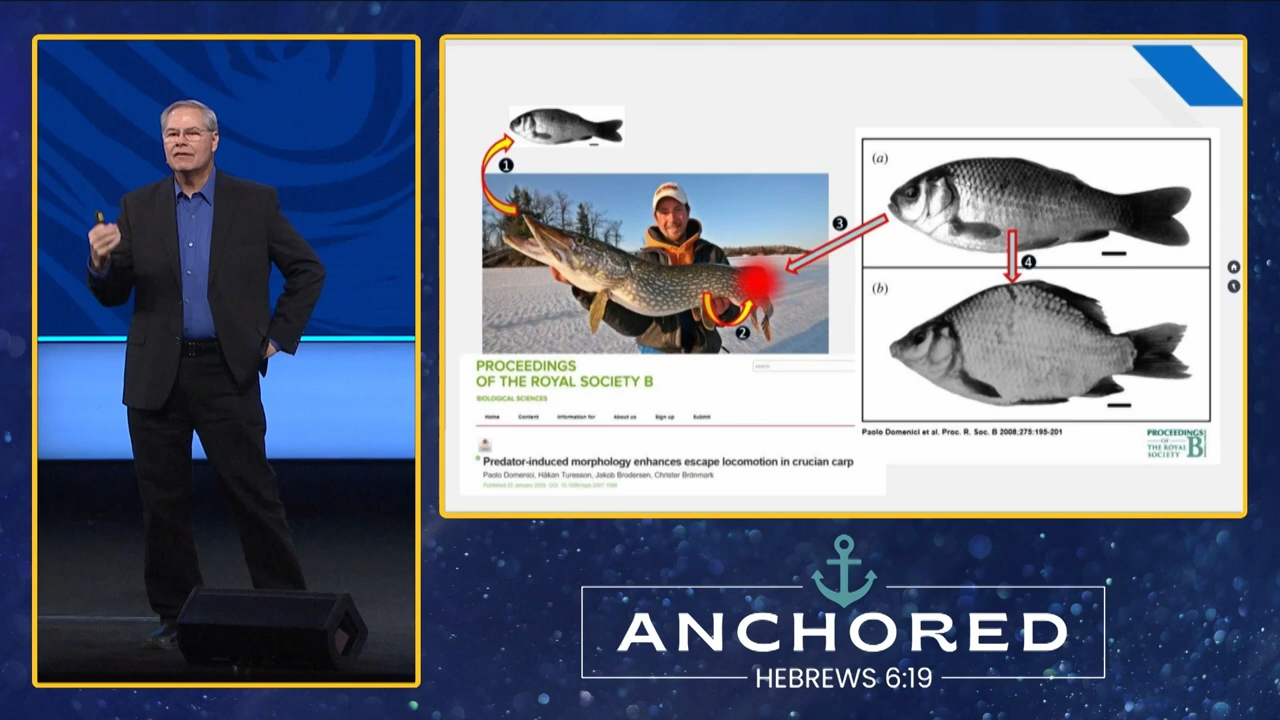 1
2
3
4
(a)
(b)
PROCEEDINGS
OF THE ROYAL SOCIETY B
BIOLOGICAL SCIENCES
search
Home Content Information for About us Sign up Submit
Predator-induced morphology enhances escape locomotion in crucian carp
Paolo Domenici, Håkan Turesson, Jakob Brodersen, Christer Brönmark
Paolo Domenici et al. Proc. R. Soc. B 2008;275:195-201
PROCEEDINGS
OF
THE ROYAL
SOCIETY B
ANCHORED
HEBREWS 6:19